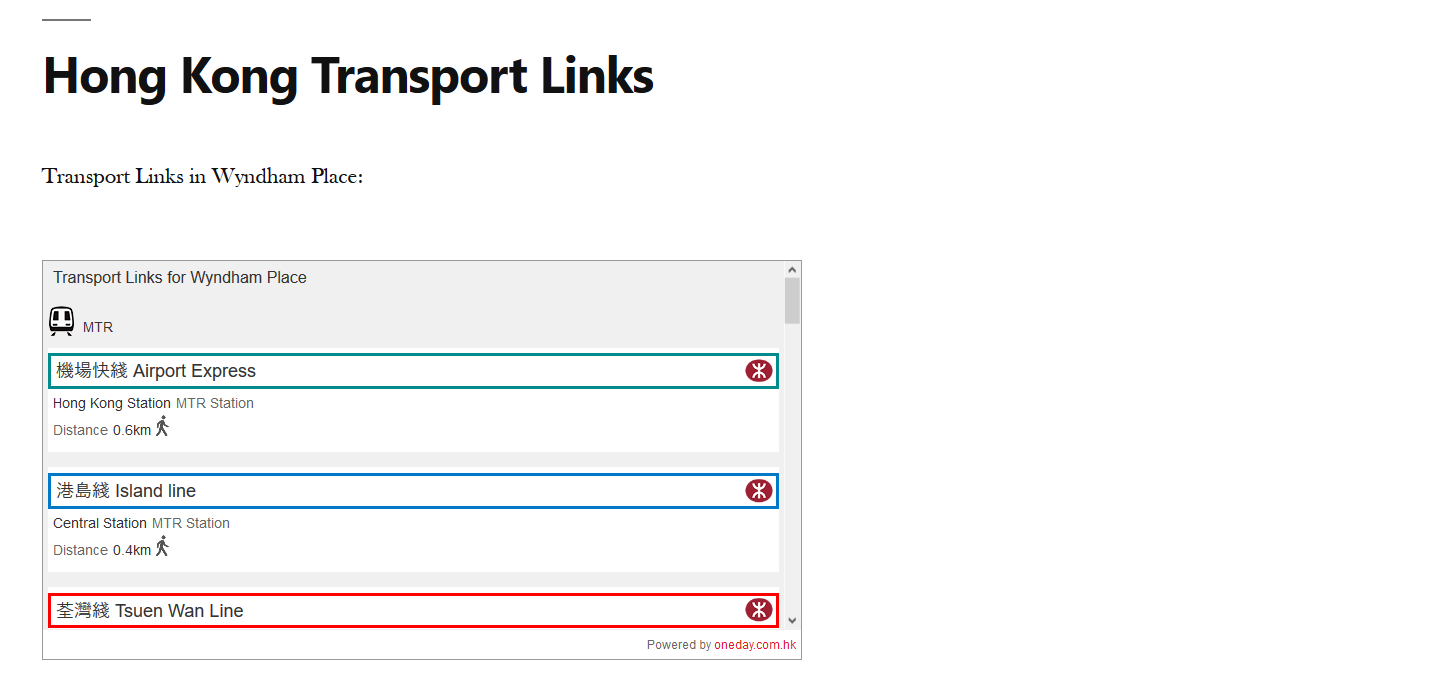 Hong Kong Transport Links
Transport Links in Wyndham Place:
Transport Links for Wyndham Place
MTR
機場快綫 Airport Express
Hong Kong Station MTR Station
Distance 0.6km
港島綫 Island line
Central Station MTR Station
Distance 0.4km
荃灣綫 Tsuen Wan Line
Powered by oneday.com.hk